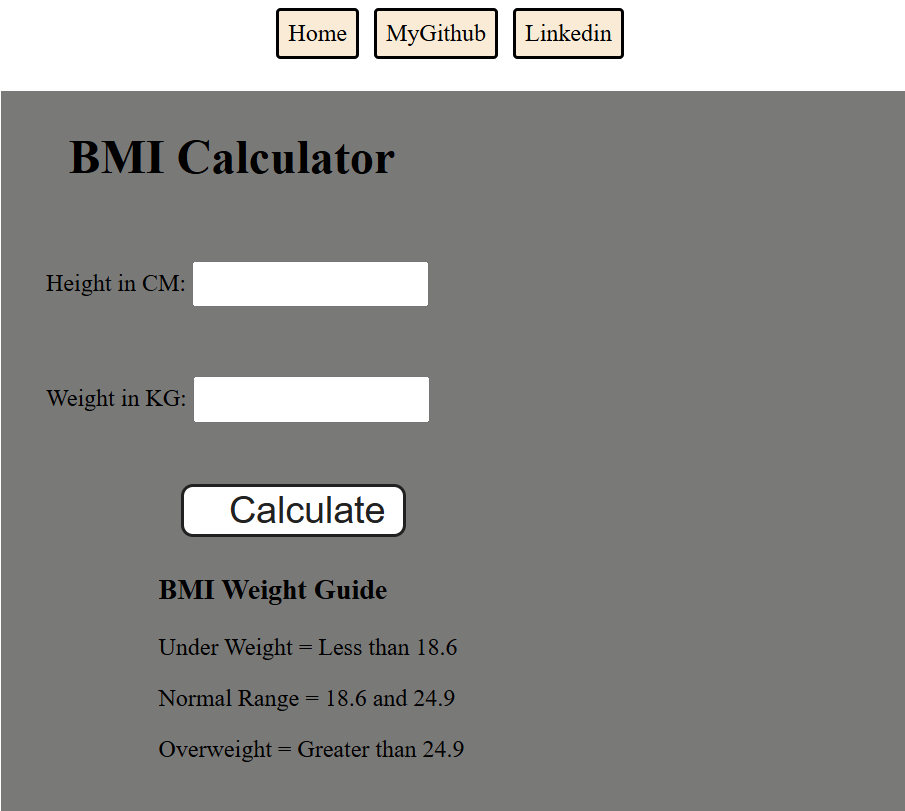 Home MyGithub Linkedin
BMI Calculator
Height in CM:
Weight in KG:
Calculate
BMI Weight Guide
Under Weight = Less than 18.6
Normal Range = 18.6 and 24.9
Overweight = Greater than 24.9